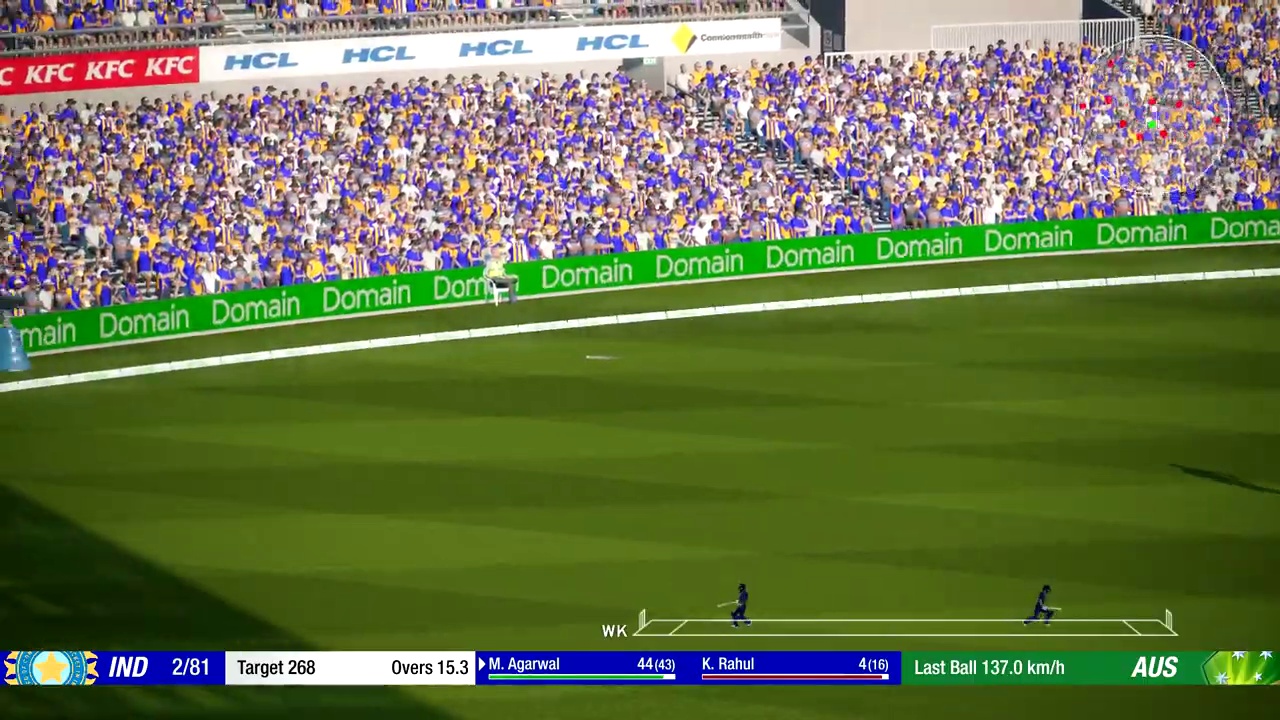 KFC KFC KFC
HCL HCL HCL HCL Commonwealth
main Domain Domain Domain Dom Domain Domain Domain Domain Domain Domain Doma
WK
IND 2/81 Target 268 Overs 15.3 M. Agarwal 44 (43) K. Rahul 4 (16) Last Ball 137.0 km/h AUS